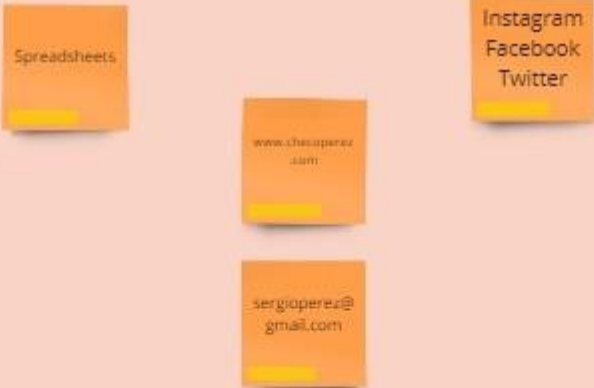 Spreadsheets
Instagram
Facebook
Twitter
www.checoperez
.com
sergioperez@
gmail.com